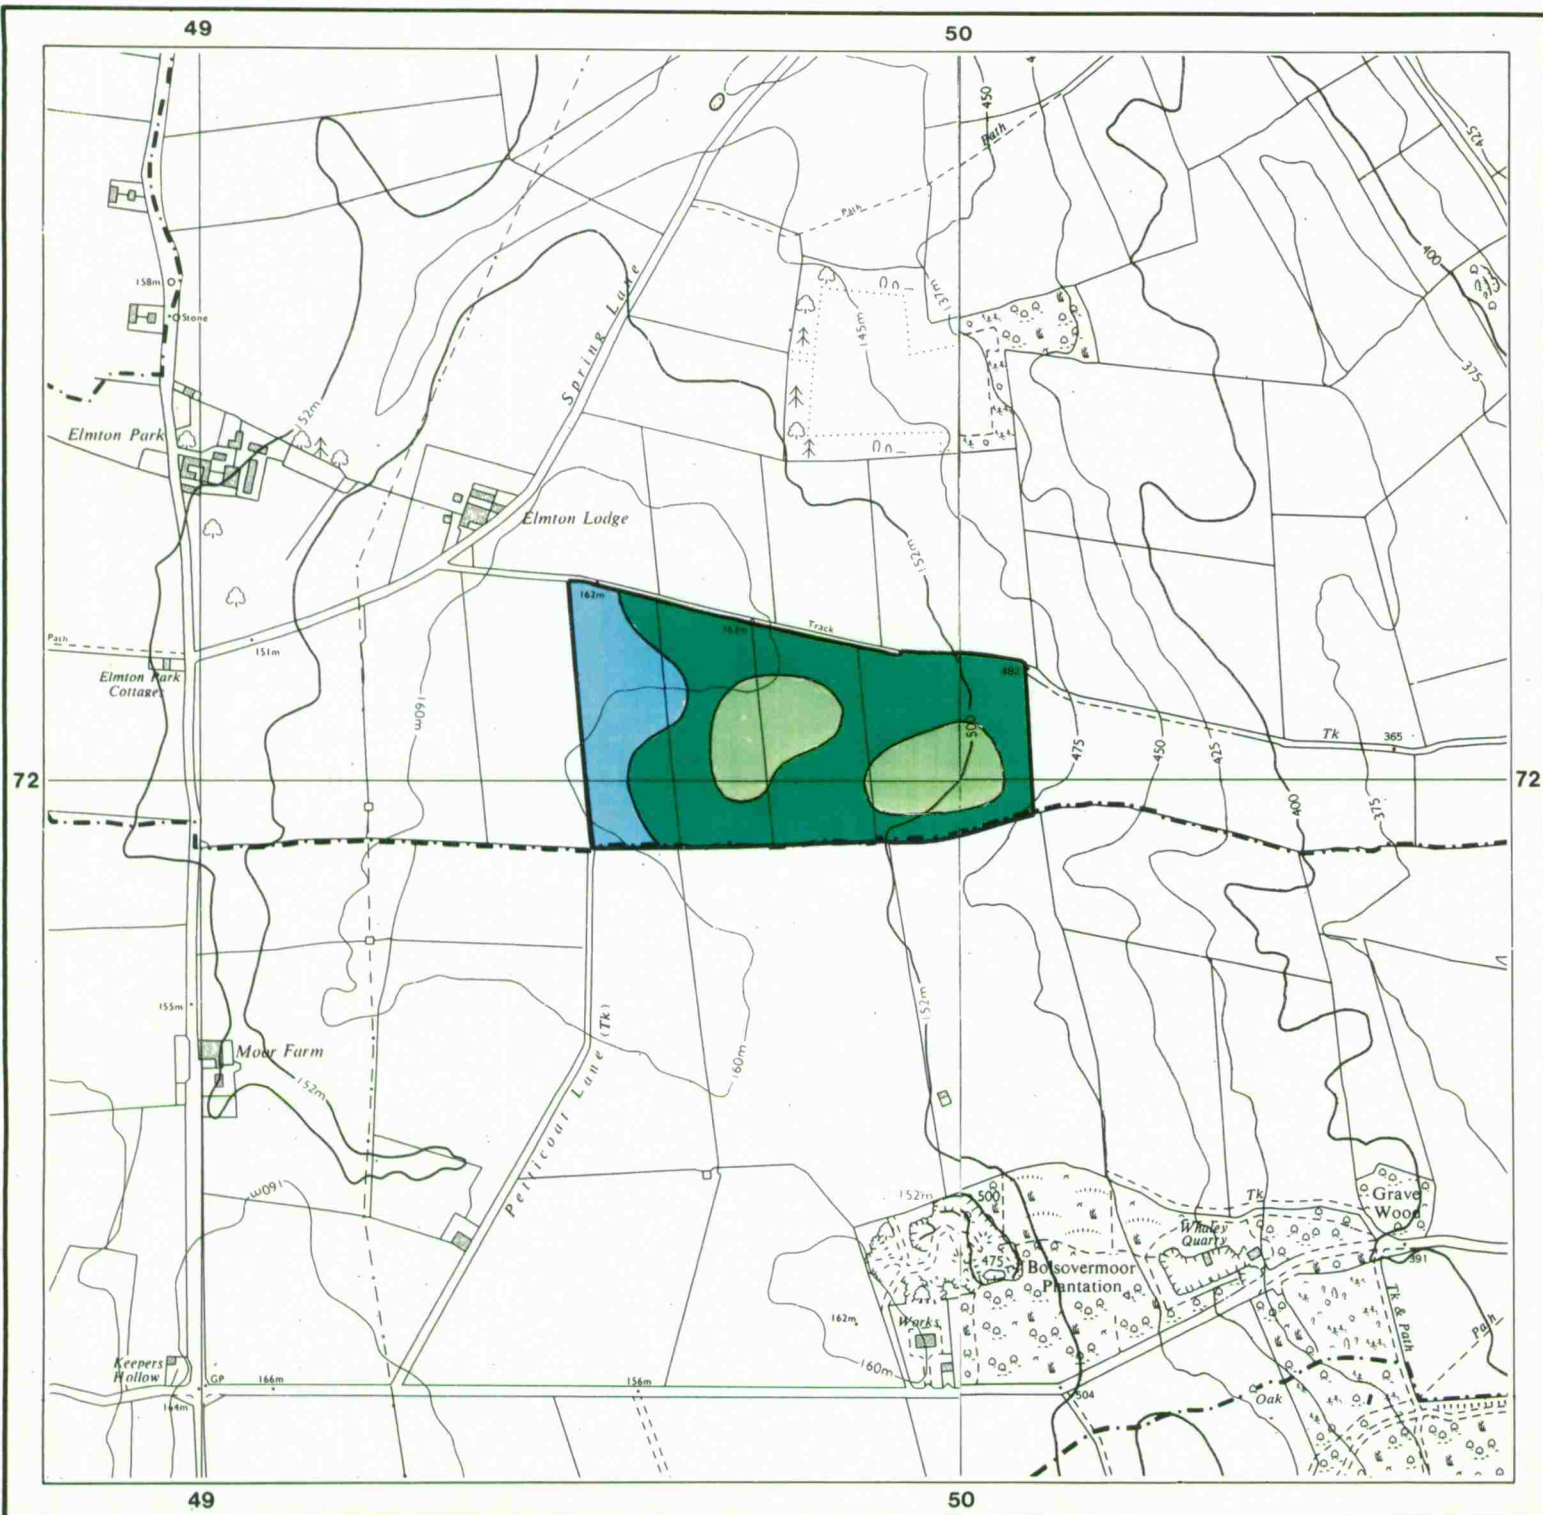 49
50
450
Path
425
Path
158m
Stone
137m
145m
400
Spring Lane
375
152m
Elmton Park
Elmton Lodge
152m
162m
Track
Path
151m
Elmton Park
Cottages
482
160m
500
475
450
425
Tk
365
72
72
400
375
155m
152m
Moor Farm
152m
160m
Petticoat Lane (Tk)
160m
152m
500
Tk
Grave
Wood
Whaley
Quarry
475
Bolsovermoor
Plantation
391
Tk & Path
Path
162m
Works
160m
Keepers
Hollow
GP
166m
156m
504
Oak
164m
49
50